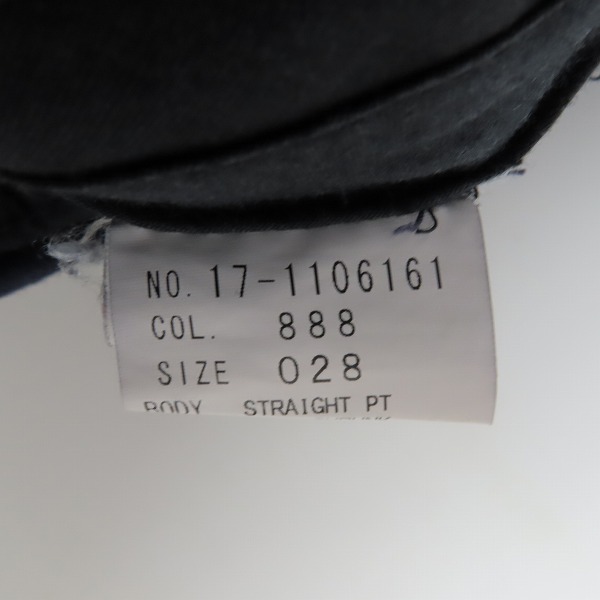 NO. 17-1106161
COL. 888
SIZE 028
BODY STRAIGHT PT